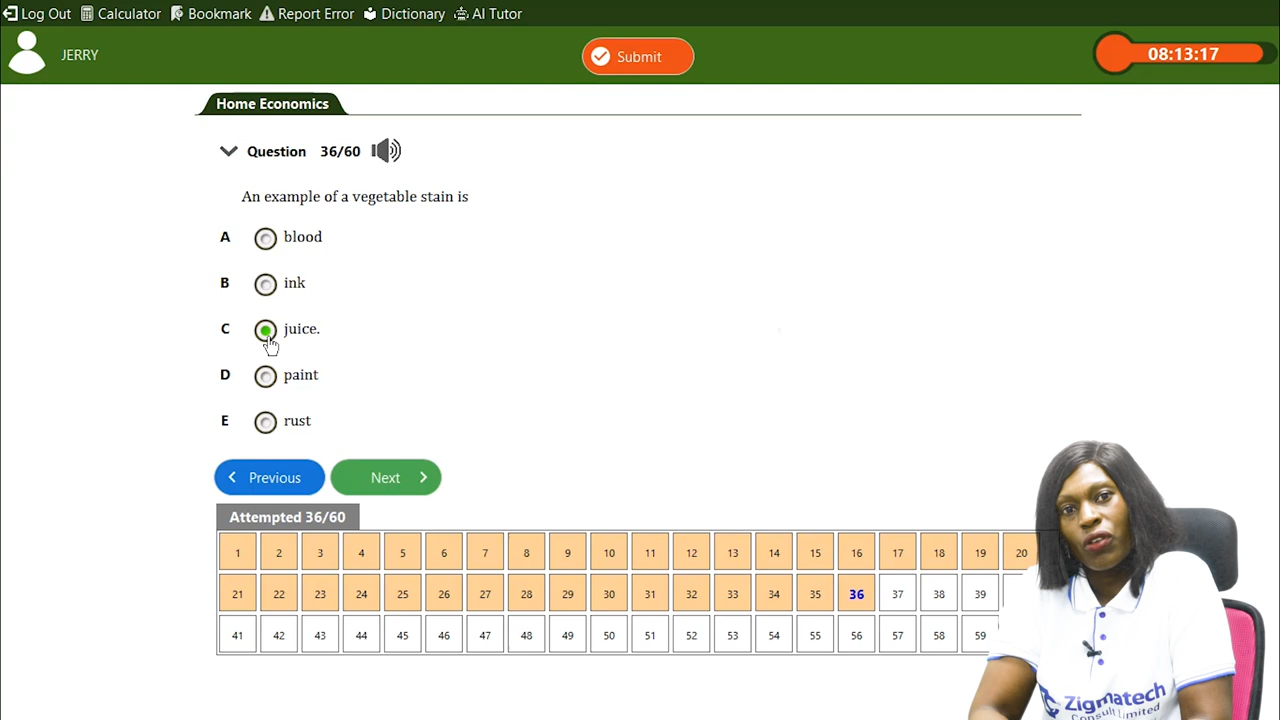 Log Out Calculator Bookmark Report Error Dictionary AI Tutor
JERRY
Submit
08:13:17
Home Economics
Question 36/60
An example of a vegetable stain is
A blood
B ink
C juice.
D paint
E rust
Previous Next
Attempted 36/60
1 2 3 4 5 6 7 8 9 10 11 12 13 14 15 16 17 18 19 20
21 22 23 24 25 26 27 28 29 30 31 32 33 34 35 36 37 38 39
41 42 43 44 45 46 47 48 49 50 51 52 53 54 55 56 57 58 59
Zigmatech
Consult Limited